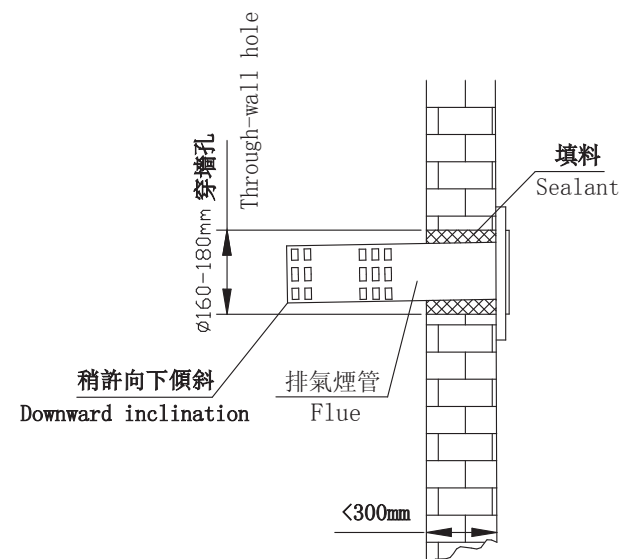 Ø160-180mm 穿墻孔
Through-wall hole
填料
Sealant
稍許向下傾斜
Downward inclination
排氣煙管
Flue
<300mm